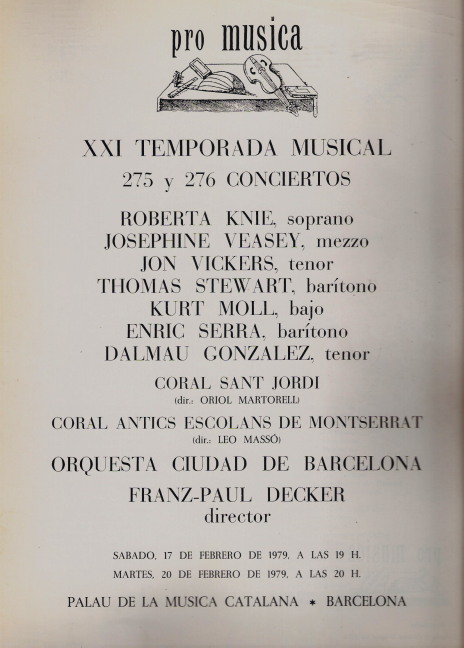 pro musica
XXI TEMPORADA MUSICAL
275 y 276 CONCIERTOS
ROBERTA KNIE, soprano
JOSEPHINE VEASEY, mezzo
JON VICKERS, tenor
THOMAS STEWART, barítono
KURT MOLL, bajo
ENRIC SERRA, barítono
DALMAU GONZALEZ, tenor
CORAL SANT JORDI
(dir.: ORIOL MARTORELL)
CORAL ANTICS ESCOLANS DE MONTSERRAT
(dir.: LEO MASSÓ)
ORQUESTA CIUDAD DE BARCELONA
FRANZ-PAUL DECKER
director
SABADO, 17 DE FEBRERO DE 1979, A LAS 19 H.
MARTES, 20 DE FEBRERO DE 1979, A LAS 20 H.
PALAU DE LA MUSICA CATALANA * BARCELONA